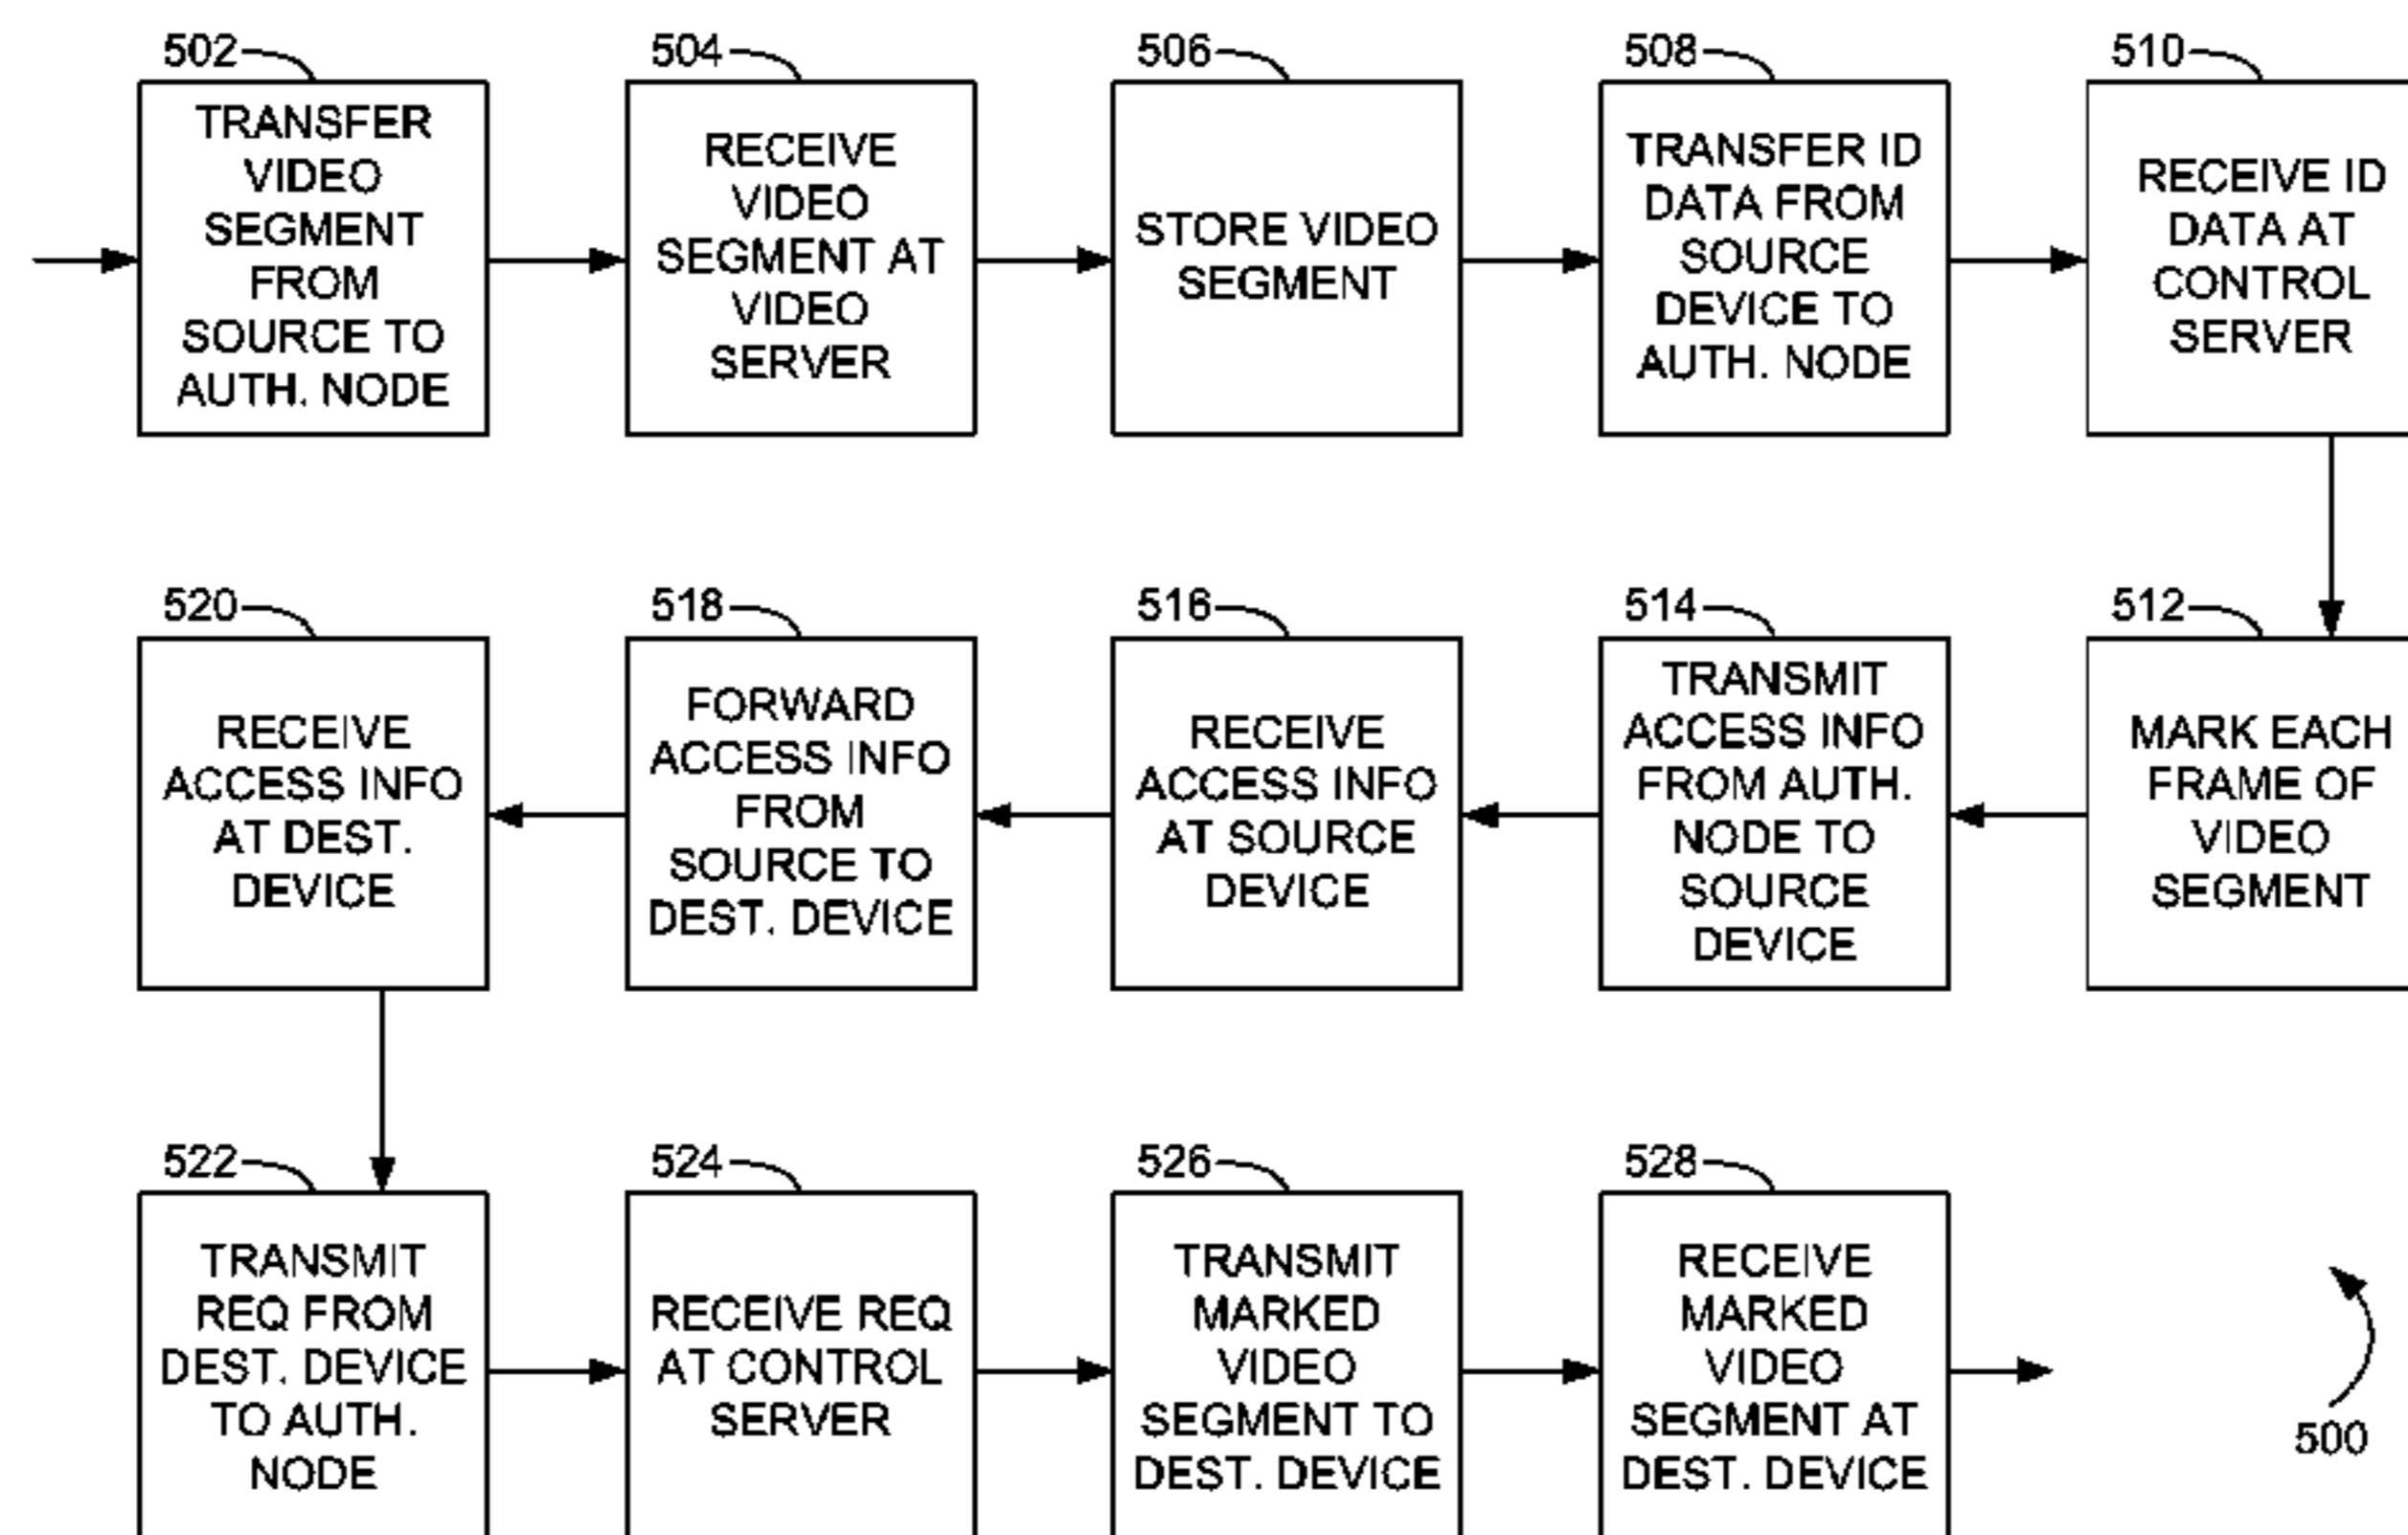 502
TRANSFER
VIDEO
SEGMENT
FROM
SOURCE TO
AUTH. NODE
504
RECEIVE
VIDEO
SEGMENT AT
VIDEO
SERVER
506
STORE VIDEO
SEGMENT
508
TRANSFER ID
DATA FROM
SOURCE
DEVICE TO
AUTH. NODE
510
RECEIVE ID
DATA AT
CONTROL
SERVER
512
MARK EACH
FRAME OF
VIDEO
SEGMENT
514
TRANSMIT
ACCESS INFO
FROM AUTH.
NODE TO
SOURCE
DEVICE
516
RECEIVE
ACCESS INFO
AT SOURCE
DEVICE
518
FORWARD
ACCESS INFO
FROM
SOURCE TO
DEST. DEVICE
520
RECEIVE
ACCESS INFO
AT DEST.
DEVICE
522
TRANSMIT
REQ FROM
DEST. DEVICE
TO AUTH.
NODE
524
RECEIVE REQ
AT CONTROL
SERVER
526
TRANSMIT
MARKED
VIDEO
SEGMENT TO
DEST. DEVICE
528
RECEIVE
MARKED
VIDEO
SEGMENT AT
DEST. DEVICE
500